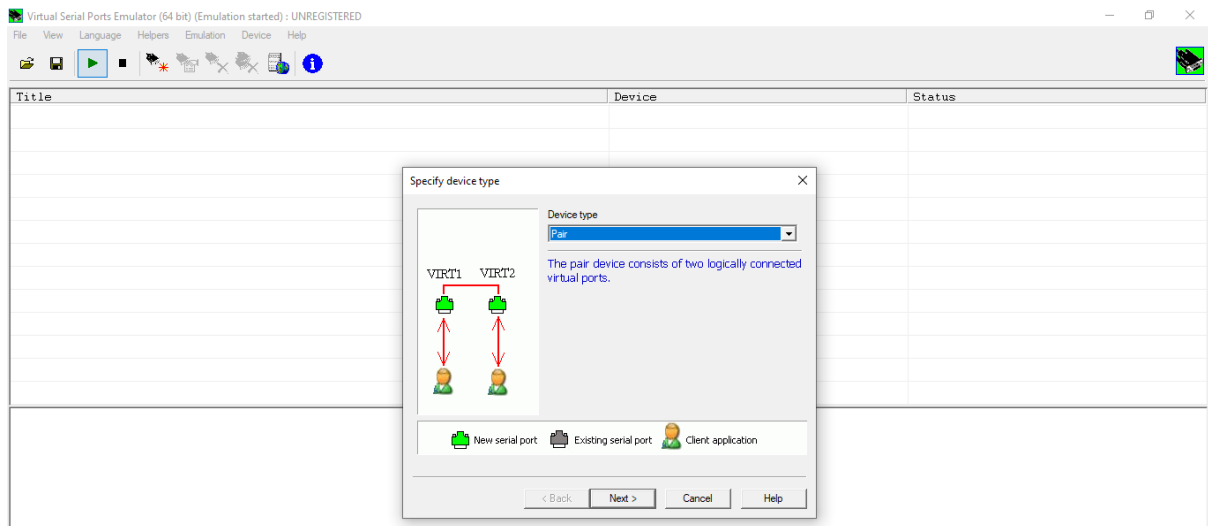 Virtual Serial Ports Emulator (64 bit) (Emulation started) : UNREGISTERED
File View Language Helpers Emulation Device Help
Title Device Status
Specify device type
Device type
Pair
The pair device consists of two logically connected
virtual ports.
VIRT1 VIRT2
New serial port Existing serial port Client application
< Back Next > Cancel Help